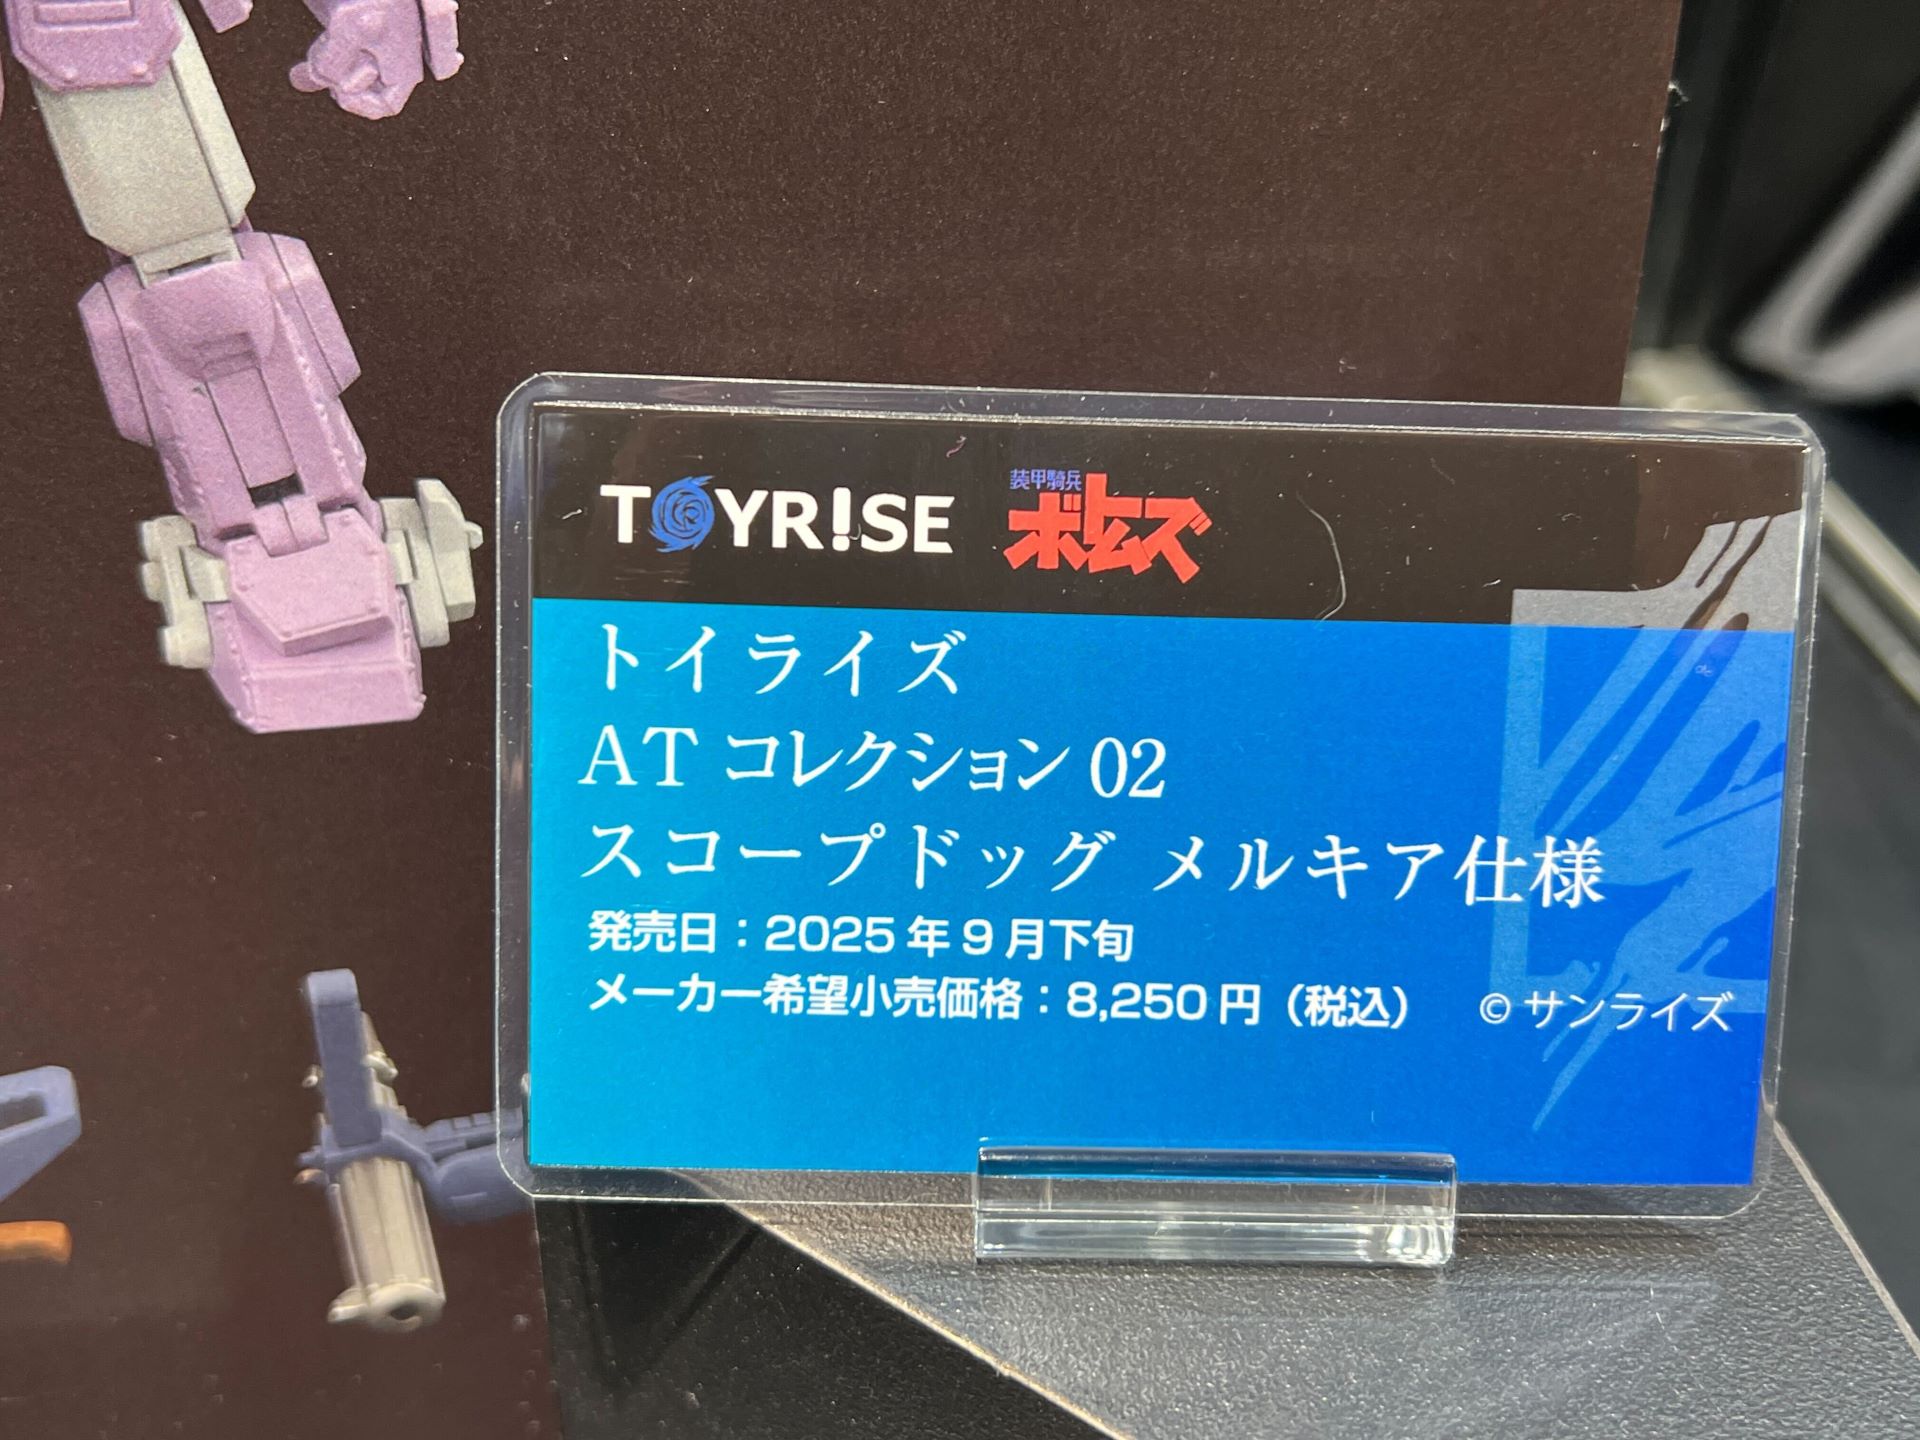 TOYR!SE
装甲騎兵
ボトムズ
トイライズ
AT コレクション 02
スコープドッグ メルキア仕様
発売日：2025 年 9 月下旬
メーカー希望小売価格：8,250 円（税込）
© サンライズ